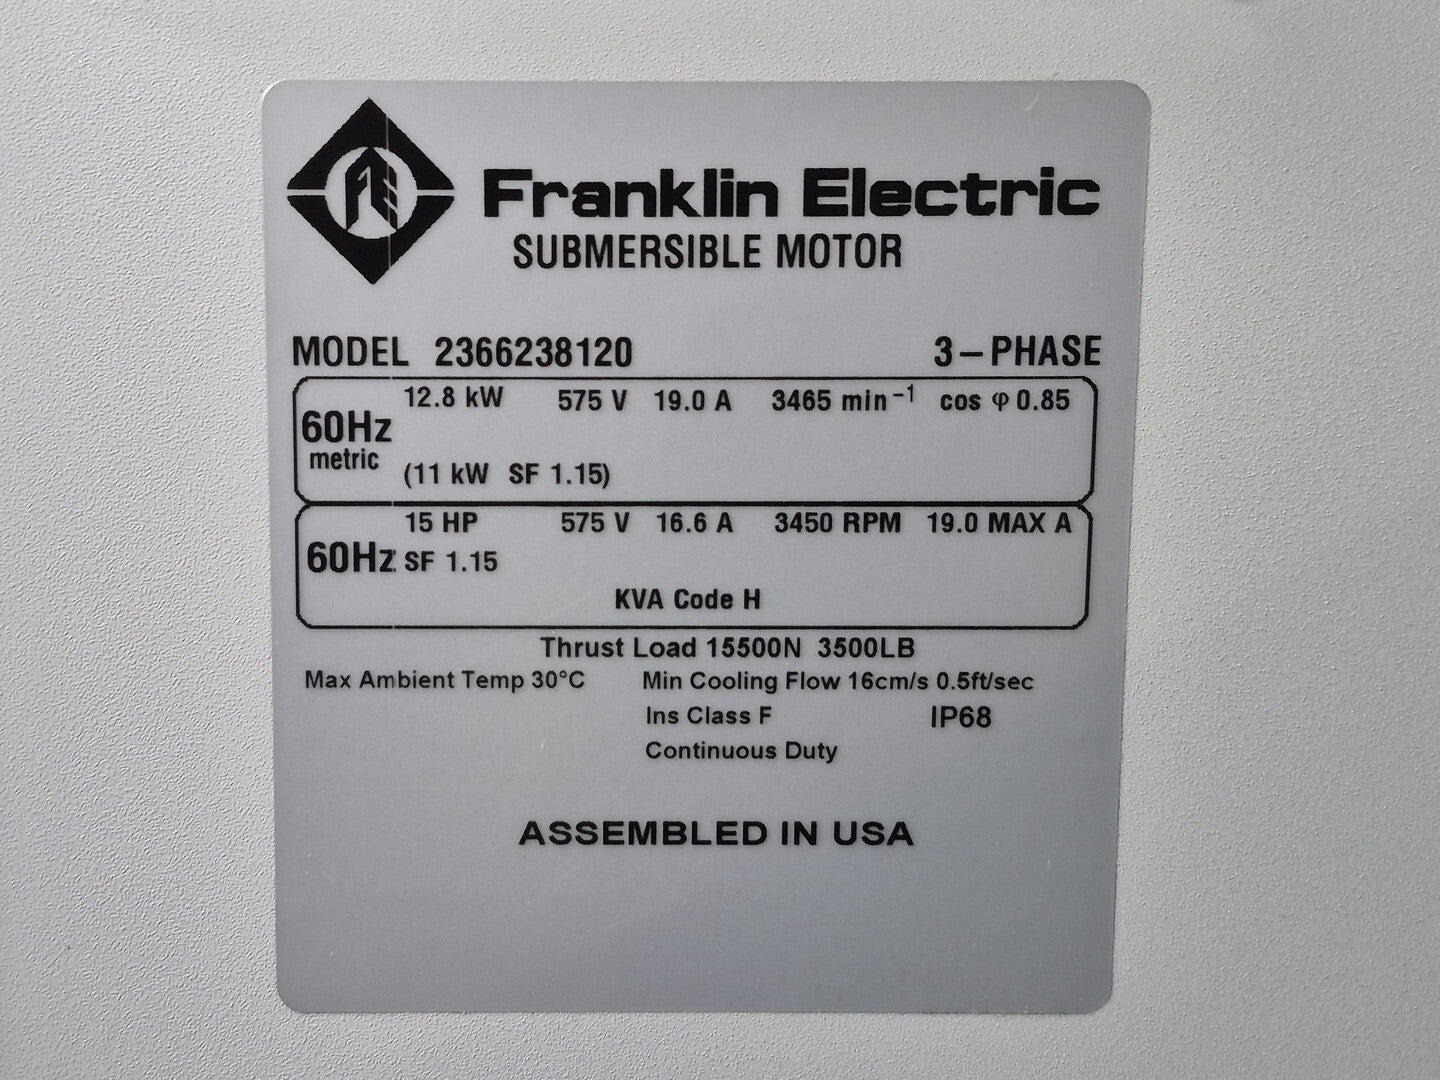 FE Franklin Electric
SUBMERSIBLE MOTOR
MODEL 2366238120 3-PHASE
12.8 kW 575 V 19.0 A 3465 min⁻¹ cos φ 0.85
60Hz
metric
(11 kW SF 1.15)
15 HP 575 V 16.6 A 3450 RPM 19.0 MAX A
60Hz SF 1.15
KVA Code H
Thrust Load 15500N 3500LB
Max Ambient Temp 30°C Min Cooling Flow 16cm/s 0.5ft/sec
Ins Class F IP68
Continuous Duty
ASSEMBLED IN USA